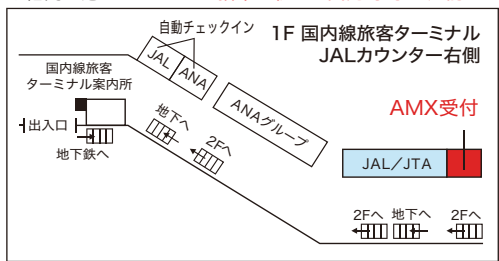 自動チェックイン
1F 国内線旅客ターミナル
JALカウンター右側
JAL
ANA
国内線旅客
ターミナル案内所
ANAグループ
AMX受付
出入口
地下鉄へ
地下へ
2Fへ
JAL/JTA
2Fへ
地下へ
2Fへ